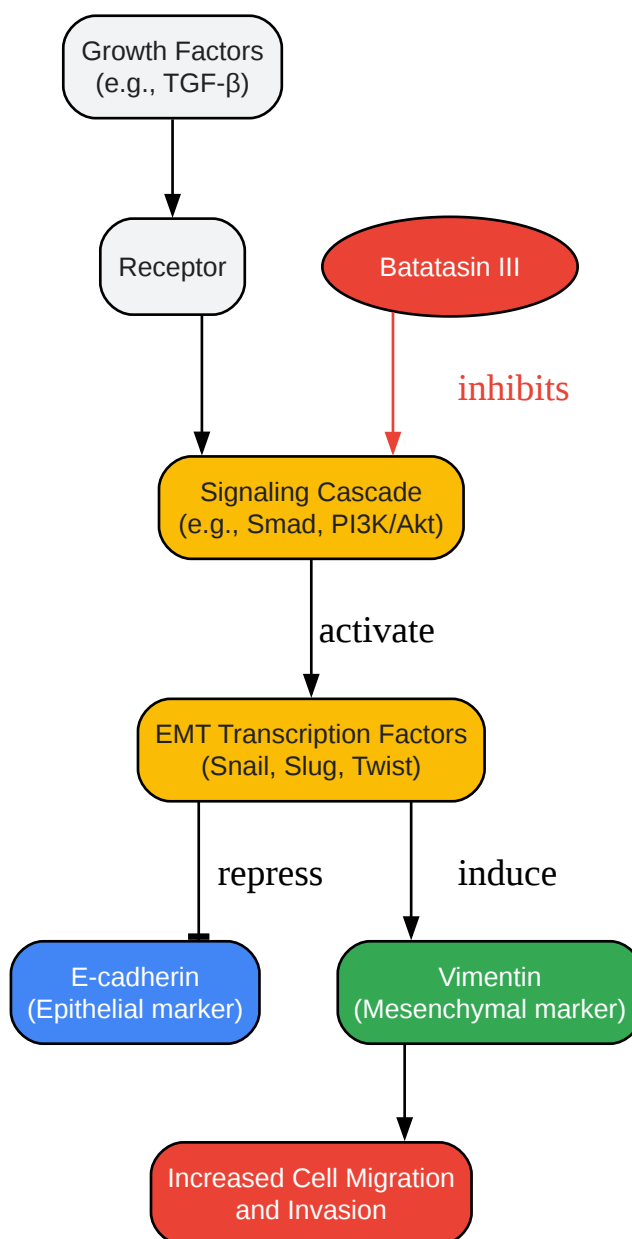 Growth Factors
(e.g., TGF-β)
Receptor
Batatasin III
inhibits
Signaling Cascade
(e.g., Smad, PI3K/Akt)
activate
EMT Transcription Factors
(Snail, Slug, Twist)
repress
induce
E-cadherin
(Epithelial marker)
Vimentin
(Mesenchymal marker)
Increased Cell Migration
and Invasion